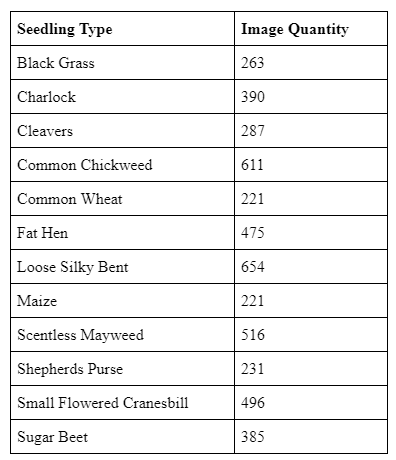 Seedling Type Image Quantity
Black Grass 263
Charlock 390
Cleavers 287
Common Chickweed 611
Common Wheat 221
Fat Hen 475
Loose Silky Bent 654
Maize 221
Scentless Mayweed 516
Shepherds Purse 231
Small Flowered Cranesbill 496
Sugar Beet 385